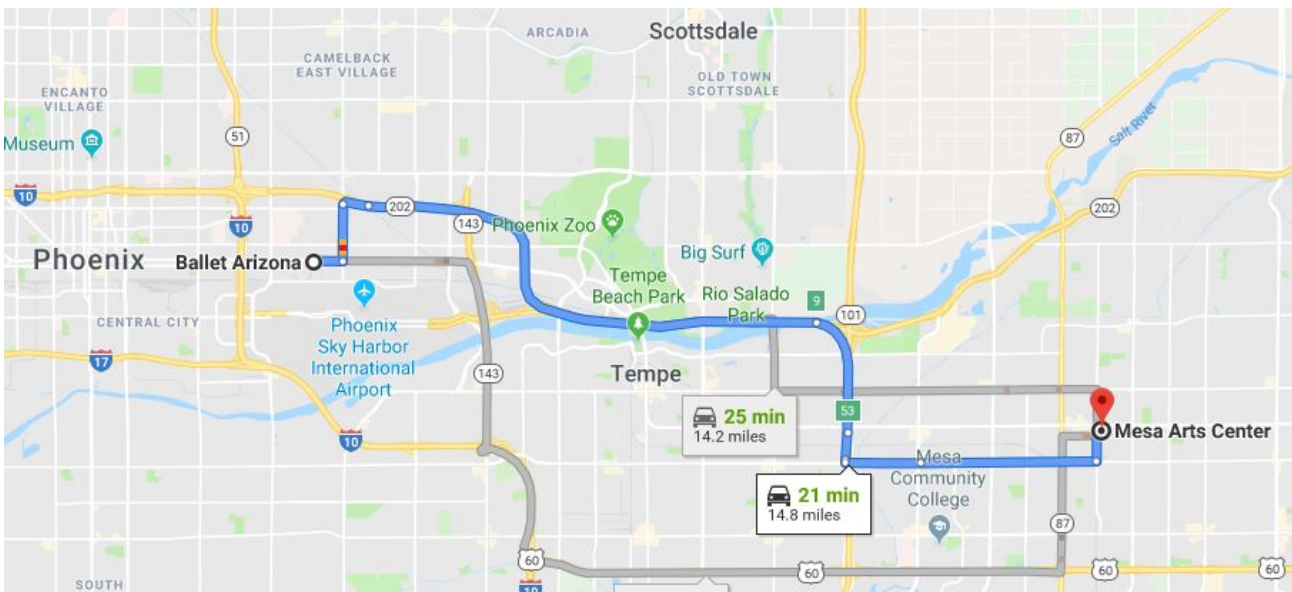 ARCADIA
Scottsdale
CAMELBACK
EAST VILLAGE
OLD TOWN
SCOTTSDALE
ENCANTO
VILLAGE
51
87
Salt River
Museum
10
202
202
143
Phoenix Zoo
10
Big Surf
Phoenix
Ballet Arizona
Tempe
Beach Park
Rio Salado
Park
9
101
Phoenix
Sky Harbor
International
Airport
CENTRAL CITY
17
143
Tempe
25 min
14.2 miles
53
Mesa Arts Center
10
Mesa
Community
College
21 min
14.8 miles
87
60
60
60
60
SOUTH
10